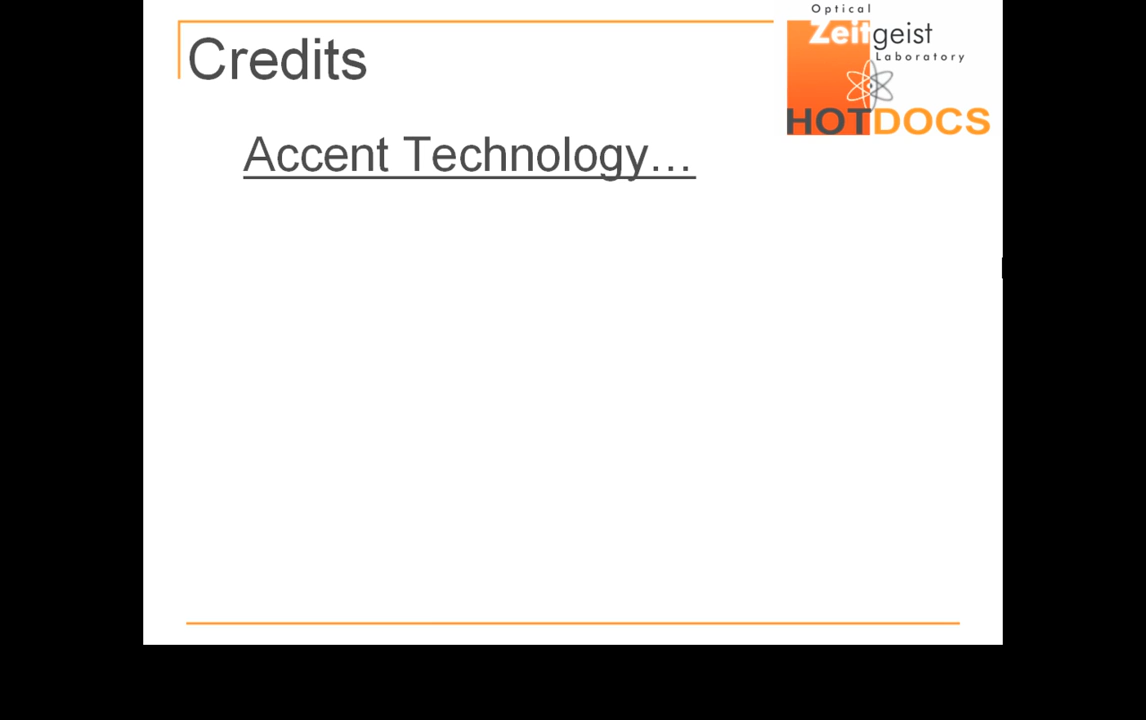 Optical
Zeitgeist
Laboratory
HOTDOCS
Credits
Accent Technology…